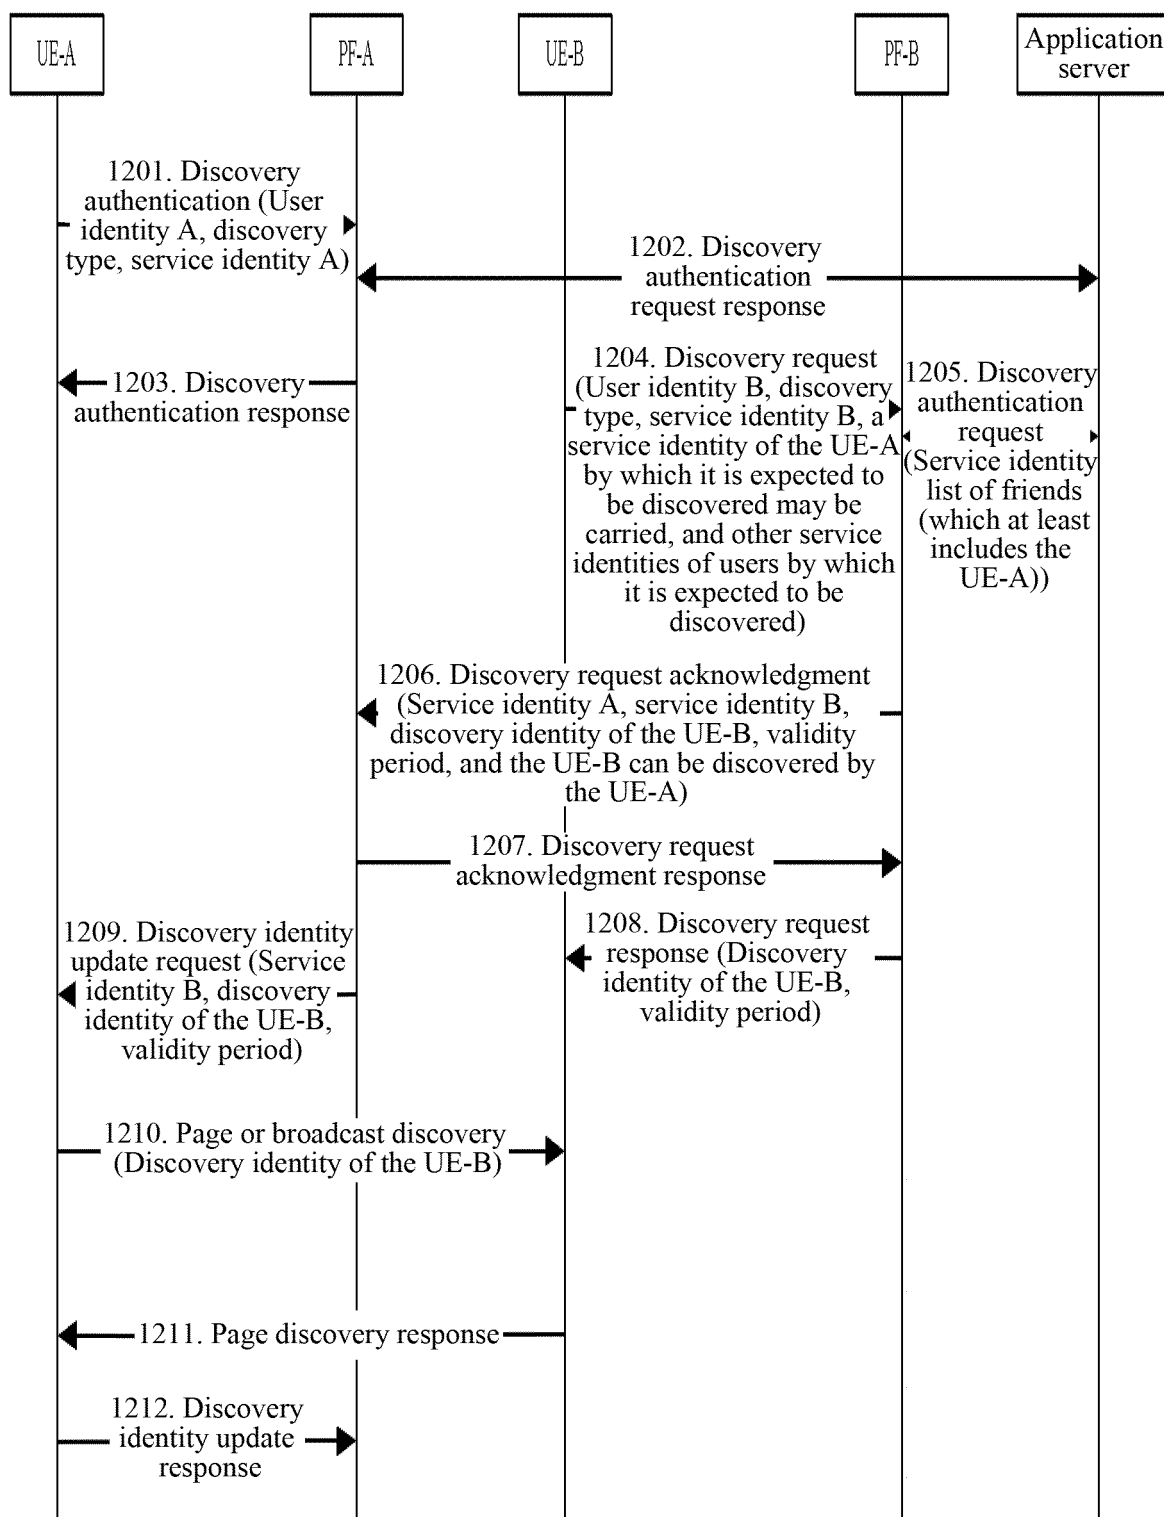 UE-A
PF-A
UE-B
PF-B
Application
server
1201. Discovery
authentication (User
identity A, discovery
type, service identity A)
1202. Discovery
authentication
request response
1203. Discovery
authentication response
1204. Discovery request
(User identity B, discovery
type, service identity B, a
service identity of the UE-A
by which it is expected to
be discovered may be
carried, and other service
identities of users by which
it is expected to be
discovered)
1205. Discovery
authentication
request
(Service identity
list of friends
(which at least
includes the
UE-A))
1206. Discovery request acknowledgment
(Service identity A, service identity B,
discovery identity of the UE-B, validity
period, and the UE-B can be discovered by
the UE-A)
1207. Discovery request
acknowledgment response
1208. Discovery request
response (Discovery
identity of the UE-B,
validity period)
1209. Discovery identity
update request (Service
identity B, discovery
identity of the UE-B,
validity period)
1210. Page or broadcast discovery
(Discovery identity of the UE-B)
1211. Page discovery response
1212. Discovery
identity update
response